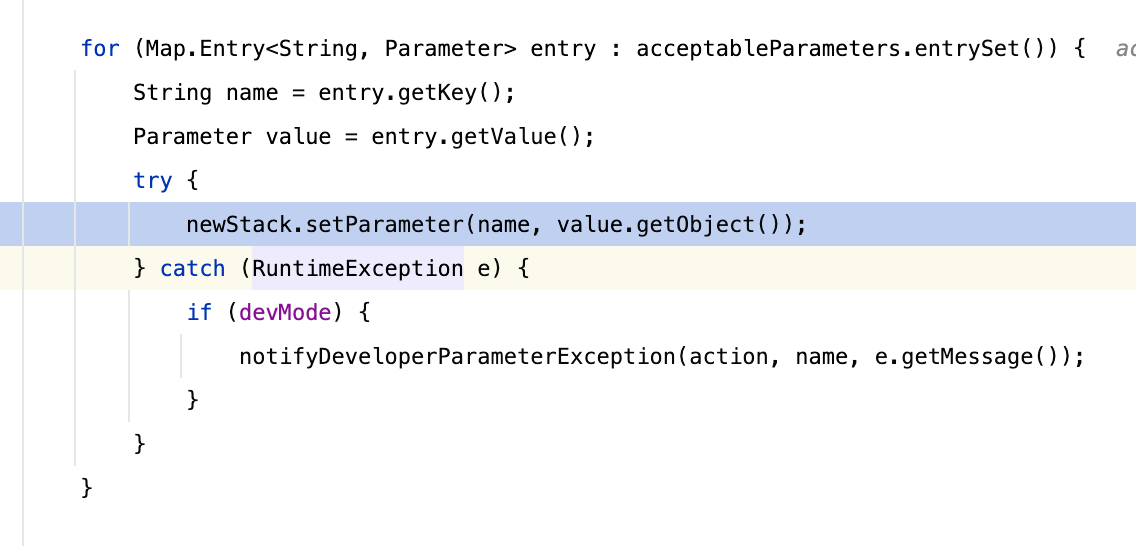 for (Map.Entry<String, Parameter> entry : acceptableParameters.entrySet()) {
String name = entry.getKey();
Parameter value = entry.getValue();
try {
newStack.setParameter(name, value.getObject());
} catch (RuntimeException e) {
if (devMode) {
notifyDeveloperParameterException(action, name, e.getMessage());
}
}
}